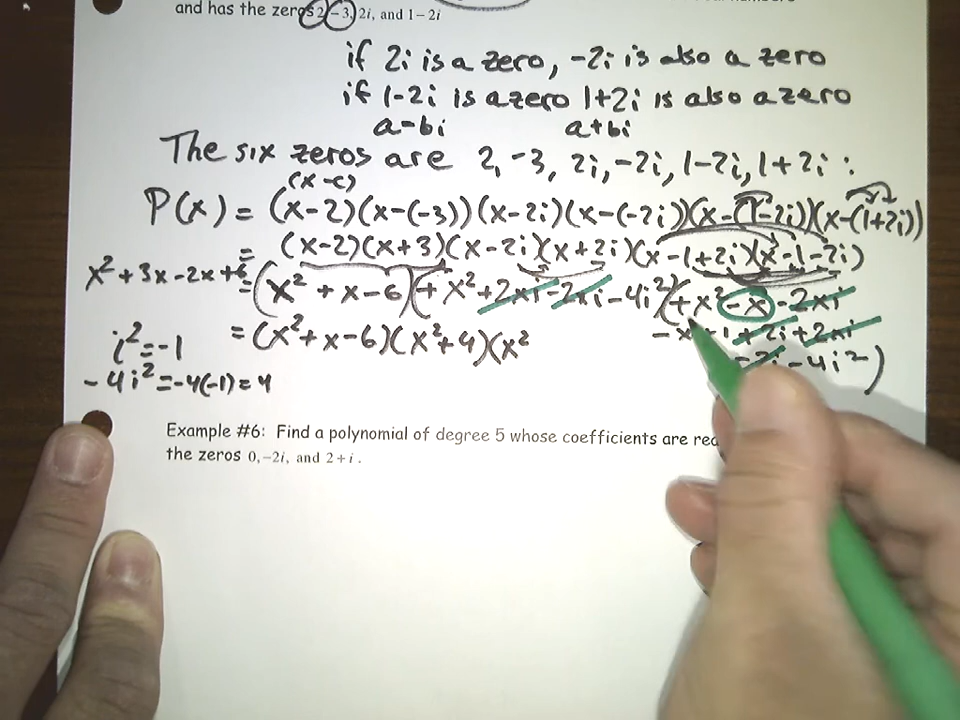 and has the zeros 2, -3, 2i, and 1-2i
if 2i is a zero, -2i is also a zero
if 1-2i is a zero 1+2i is also a zero
a-bi a+bi
The six zeros are 2, -3, 2i, -2i, 1-2i, 1+2i:
(x-c)
P(x) = (x-2)(x-(-3))(x-2i)(x-(-2i))(x-(1-2i))(x-(1+2i))
= (x-2)(x+3)(x-2i)(x+2i)(x-1+2i)(x-1-2i)
x²+3x-2x+6
=(x²+x-6)(+x²+2xi-2xi-4i²)(+x²-x-2xi
-x+1+2i+2xi
-2i-4i²)
= (x²+x-6)(x²+4)(x²
i²=-1
-4i²=-4(-1)=4
Example #6: Find a polynomial of degree 5 whose coefficients are
the zeros 0, -2i, and 2+i.